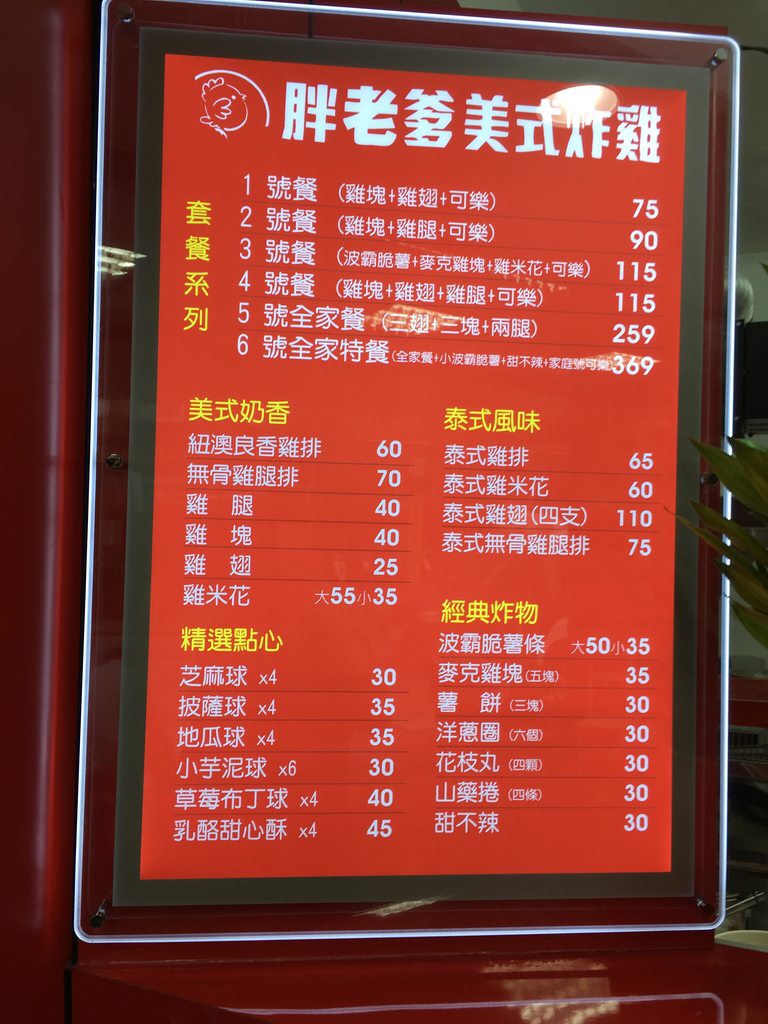 胖老爹美式炸雞
套餐系列
1 號餐 (雞塊+雞翅+可樂) 75
2 號餐 (雞塊+雞腿+可樂) 90
3 號餐 (波霸脆薯+麥克雞塊+雞米花+可樂) 115
4 號餐 (雞塊+雞翅+雞腿+可樂) 115
5 號全家餐 (三翅+三塊+兩腿) 259
6 號全家特餐(全家餐+小波霸脆薯+甜不辣+家庭號可樂) 369
美式奶香
紐澳良香雞排 60
無骨雞腿排 70
雞 腿 40
雞 塊 40
雞 翅 25
雞米花 大55小35
精選點心
芝麻球 x4 30
披薩球 x4 35
地瓜球 x4 35
小芋泥球 x6 30
草莓布丁球 x4 40
乳酪甜心酥 x4 45
泰式風味
泰式雞排 65
泰式雞米花 60
泰式雞翅(四支) 110
泰式無骨雞腿排 75
經典炸物
波霸脆薯條 大50小35
麥克雞塊(五塊) 35
薯 餅 (三塊) 30
洋蔥圈 (六個) 30
花枝丸 (四顆) 30
山藥捲 (四條) 30
甜不辣 30